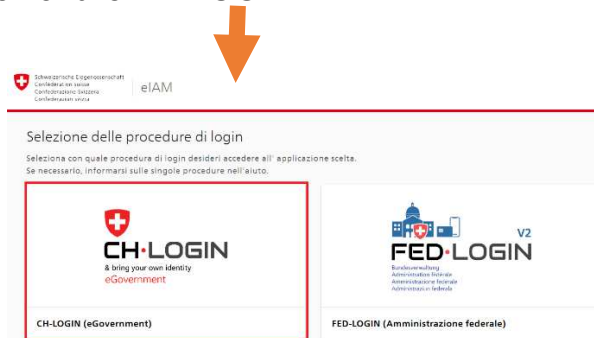 Schweizerische Eidgenossenschaft
Confédération suisse
Confederazione Svizzera
Confederaziun svizra
eIAM
Selezione delle procedure di login
Seleziona con quale procedura di login desideri accedere all' applicazione scelta.
Se necessario, informarsi sulle singole procedure nell'aiuto.
CH·LOGIN
& bring your own identity
eGovernment
CH-LOGIN (eGovernment)
V2
FED·LOGIN
Bundesverwaltung
Administration fédérale
Amministrazione federale
Administraziun federala
FED-LOGIN (Amministrazione federale)